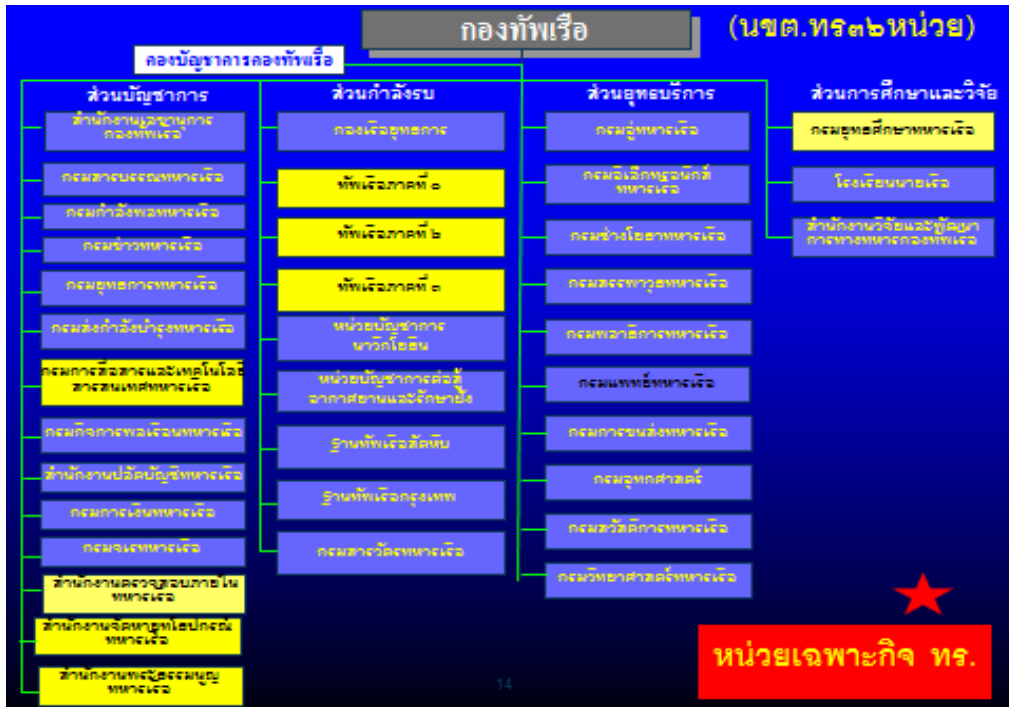 กองทัพเรือ
(นขต.ทร๓๖หน่วย)
กองบัญชาการกองทัพเรือ
ส่วนบัญชาการ
ส่วนกำลังรบ
ส่วนยุทธบริการ
ส่วนการศึกษาและวิจัย
สำนักงานเลขานุการ
กองทัพเรือ
กรมสารบรรณทหารเรือ
กรมกำลังพลทหารเรือ
กรมข่าวทหารเรือ
กรมยุทธการทหารเรือ
กรมส่งกำลังบำรุงทหารเรือ
กรมการสื่อสารและเทคโนโลยี
สารสนเทศทหารเรือ
กรมกิจการพลเรือนทหารเรือ
สำนักงานปลัดบัญชีทหารเรือ
กรมการเงินทหารเรือ
กรมจเรทหารเรือ
สำนักงานตรวจสอบภายใน
ทหารเรือ
สำนักงานจัดหายุทโธปกรณ์
ทหารเรือ
สำนักงานพระธรรมนูญ
ทหารเรือ
กองเรือยุทธการ
ทัพเรือภาคที่ ๑
ทัพเรือภาคที่ ๒
ทัพเรือภาคที่ ๓
หน่วยบัญชาการ
นาวิกโยธิน
หน่วยบัญชาการต่อสู้
อากาศยานและรักษาฝั่ง
ฐานทัพเรือสัตหีบ
ฐานทัพเรือกรุงเทพ
กรมสารวัตรทหารเรือ
กรมอู่ทหารเรือ
กรมอิเล็กทรอนิกส์
ทหารเรือ
กรมช่างโยธาทหารเรือ
กรมสรรพาวุธทหารเรือ
กรมพลาธิการทหารเรือ
กรมแพทย์ทหารเรือ
กรมการขนส่งทหารเรือ
กรมอุทกศาสตร์
กรมสวัสดิการทหารเรือ
กรมวิทยาศาสตร์ทหารเรือ
กรมยุทธศึกษาทหารเรือ
โรงเรียนนายเรือ
สำนักงานวิจัยและพัฒนา
การทางทหารกองทัพเรือ
หน่วยเฉพาะกิจ ทร.
14